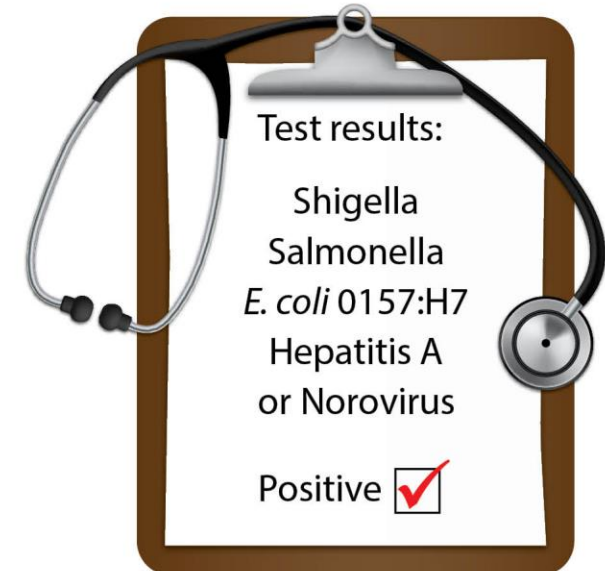 Test results:
Shigella
Salmonella
E. coli 0157:H7
Hepatitis A
or Norovirus
Positive